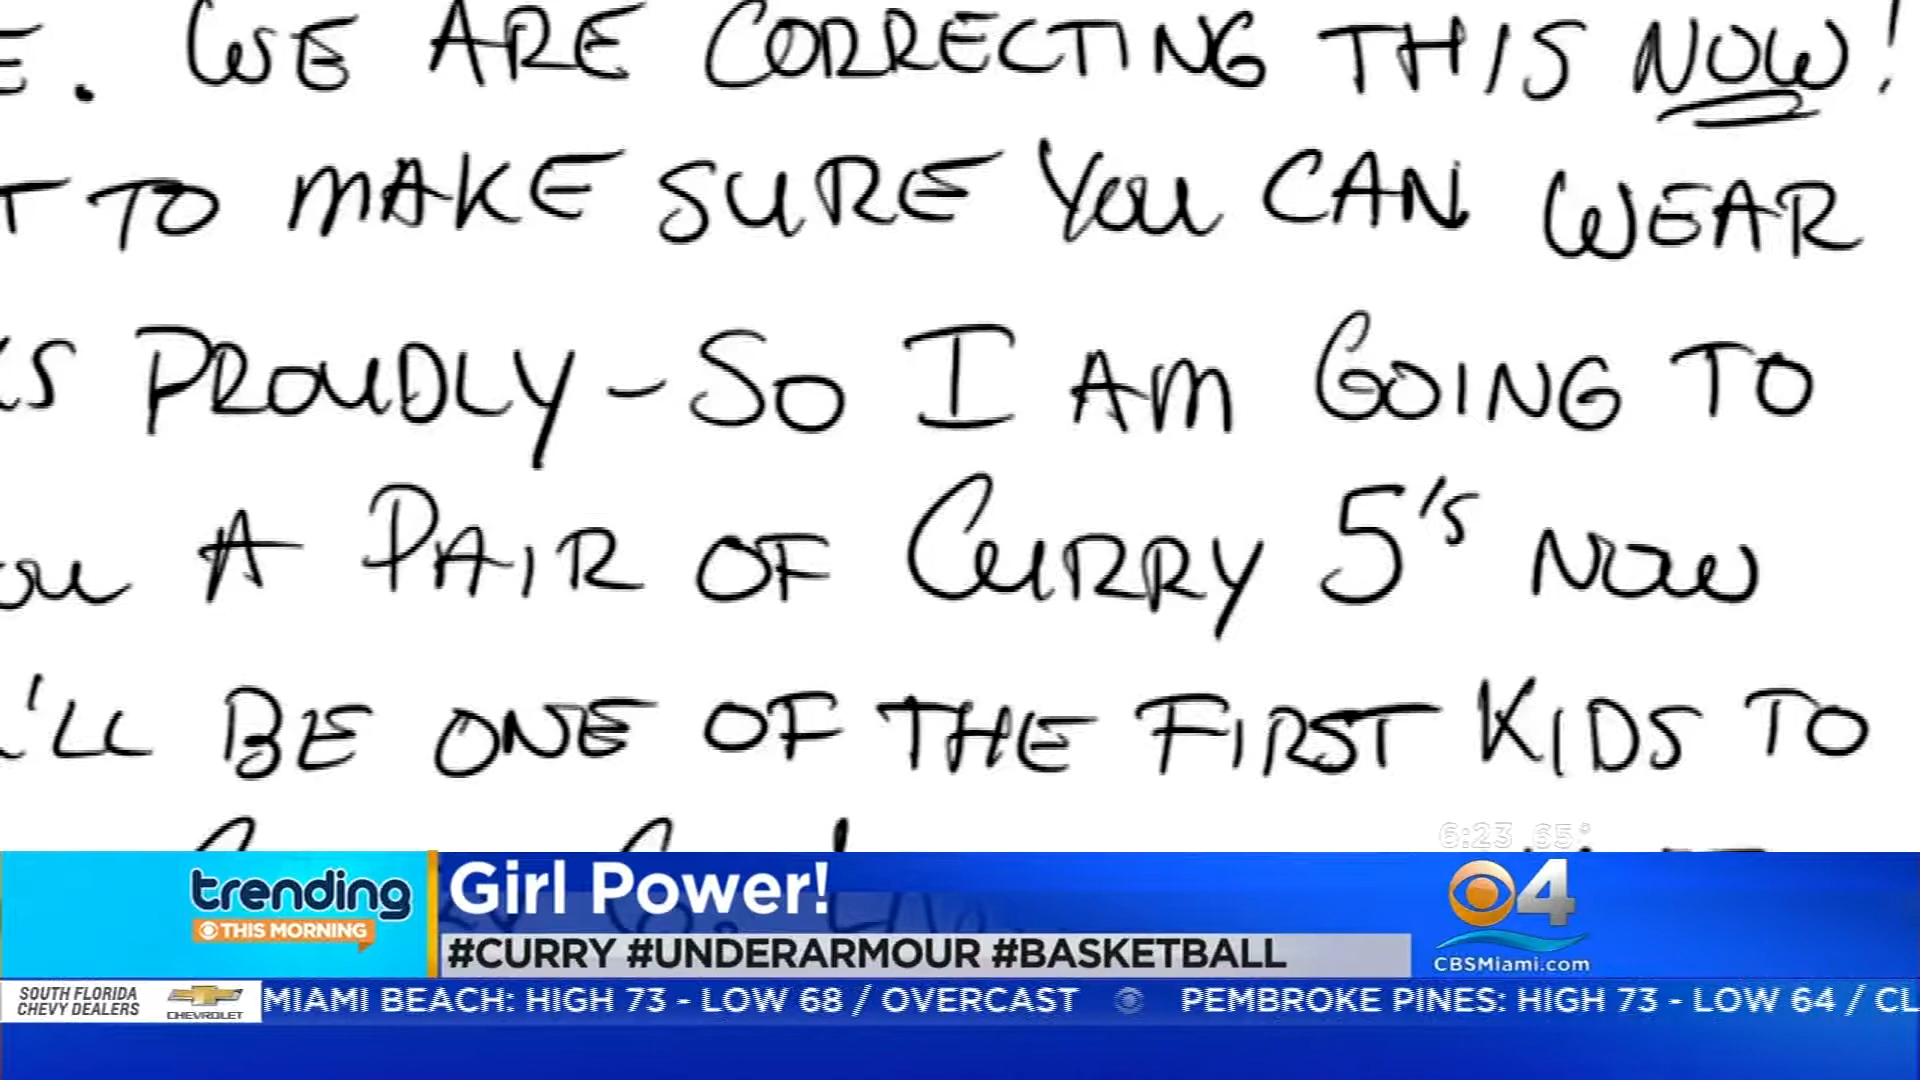 E. WE ARE CORRECTING THIS NOW!
T TO MAKE SURE YOU CAN WEAR
KS PROUDLY - SO I AM GOING TO
OU A PAIR OF CURRY 5'S NOW
'LL BE ONE OF THE FIRST KIDS TO
6:23 65°
trending
THIS MORNING
Girl Power!
#CURRY #UNDERARMOUR #BASKETBALL
4
CBSMiami.com
SOUTH FLORIDA
CHEVY DEALERS
CHEVROLET
MIAMI BEACH: HIGH 73 - LOW 68 / OVERCAST PEMBROKE PINES: HIGH 73 - LOW 64 / CL